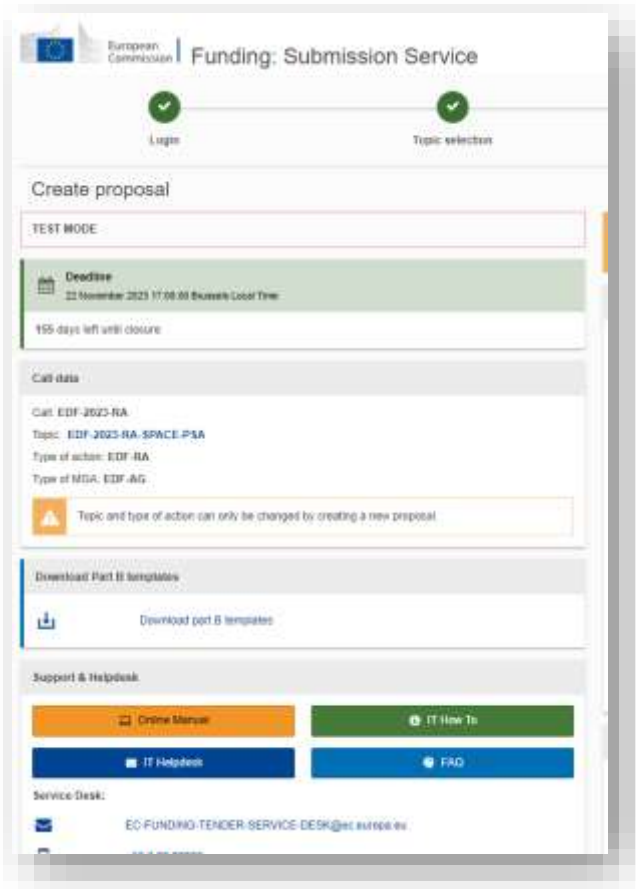 European
Commission
Funding: Submission Service
Login
Topic selection
Create proposal
TEST MODE
Deadline
22 November 2023 17:00:00 Brussels Local Time
155 days left until closure
Call data
Call: EDF-2023-RA
Topic: EDF-2023-RA-SPACE-PSA
Type of action: EDF-RA
Type of MGA: EDF-AG
Topic and type of action can only be changed by creating a new proposal.
Download Part B templates
Download part B templates
Support & Helpdesk
Online Manual
IT How To
IT Helpdesk
FAQ
Service Desk:
EC-FUNDING-TENDER-SERVICE-DESK@ec.europa.eu